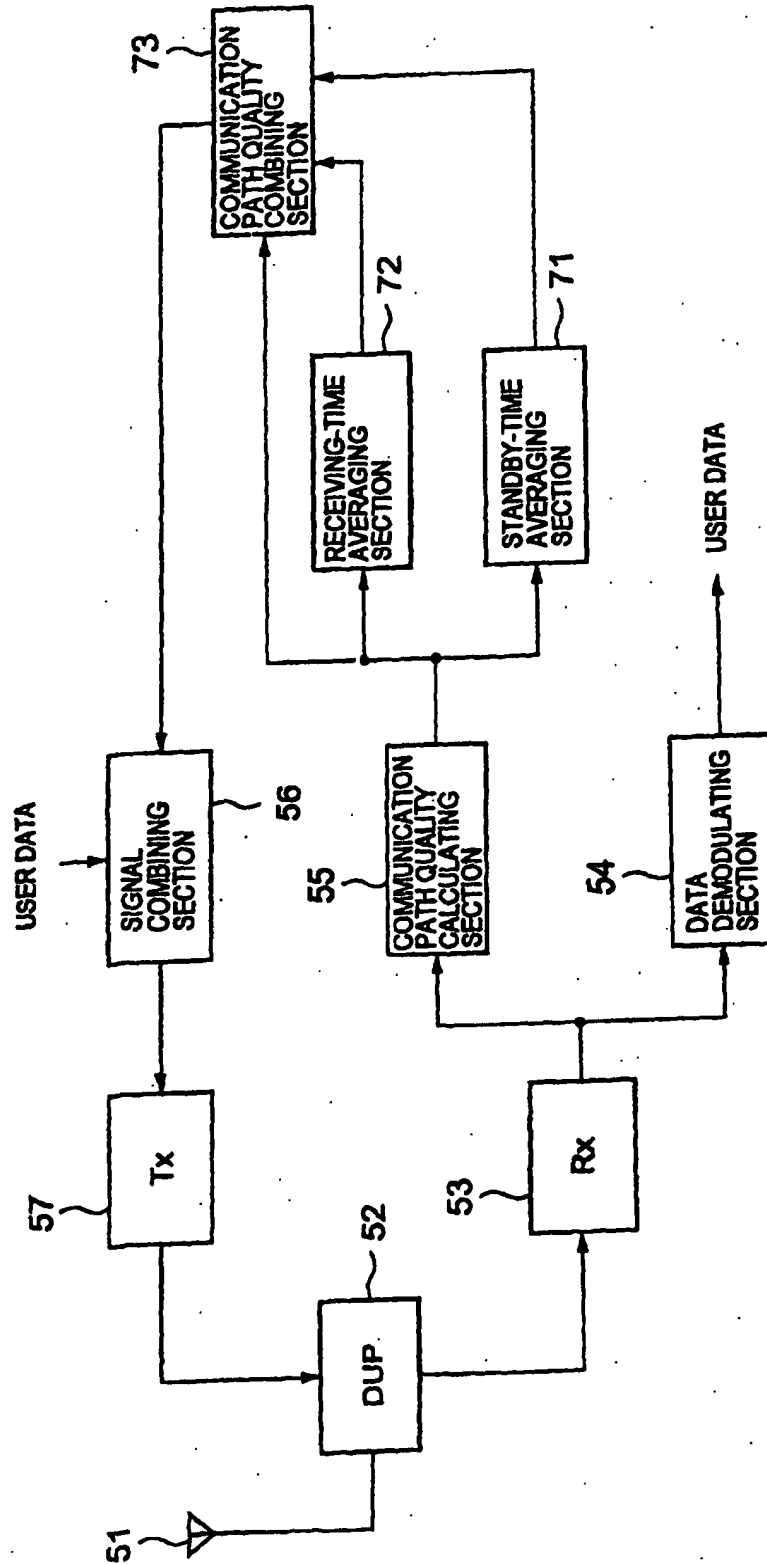 51
DUP
52
Tx
57
Rx
53
USER DATA
SIGNAL
COMBINING
SECTION
56
COMMUNICATION
PATH QUALITY
CALCULATING
SECTION
55
DATA
DEMODULATING
SECTION
54
USER DATA
RECEIVING-TIME
AVERAGING
SECTION.
72
STANDBY-TIME
AVERAGING
SECTION
71
COMMUNICATION
PATH QUALITY
COMBINING
SECTION
73